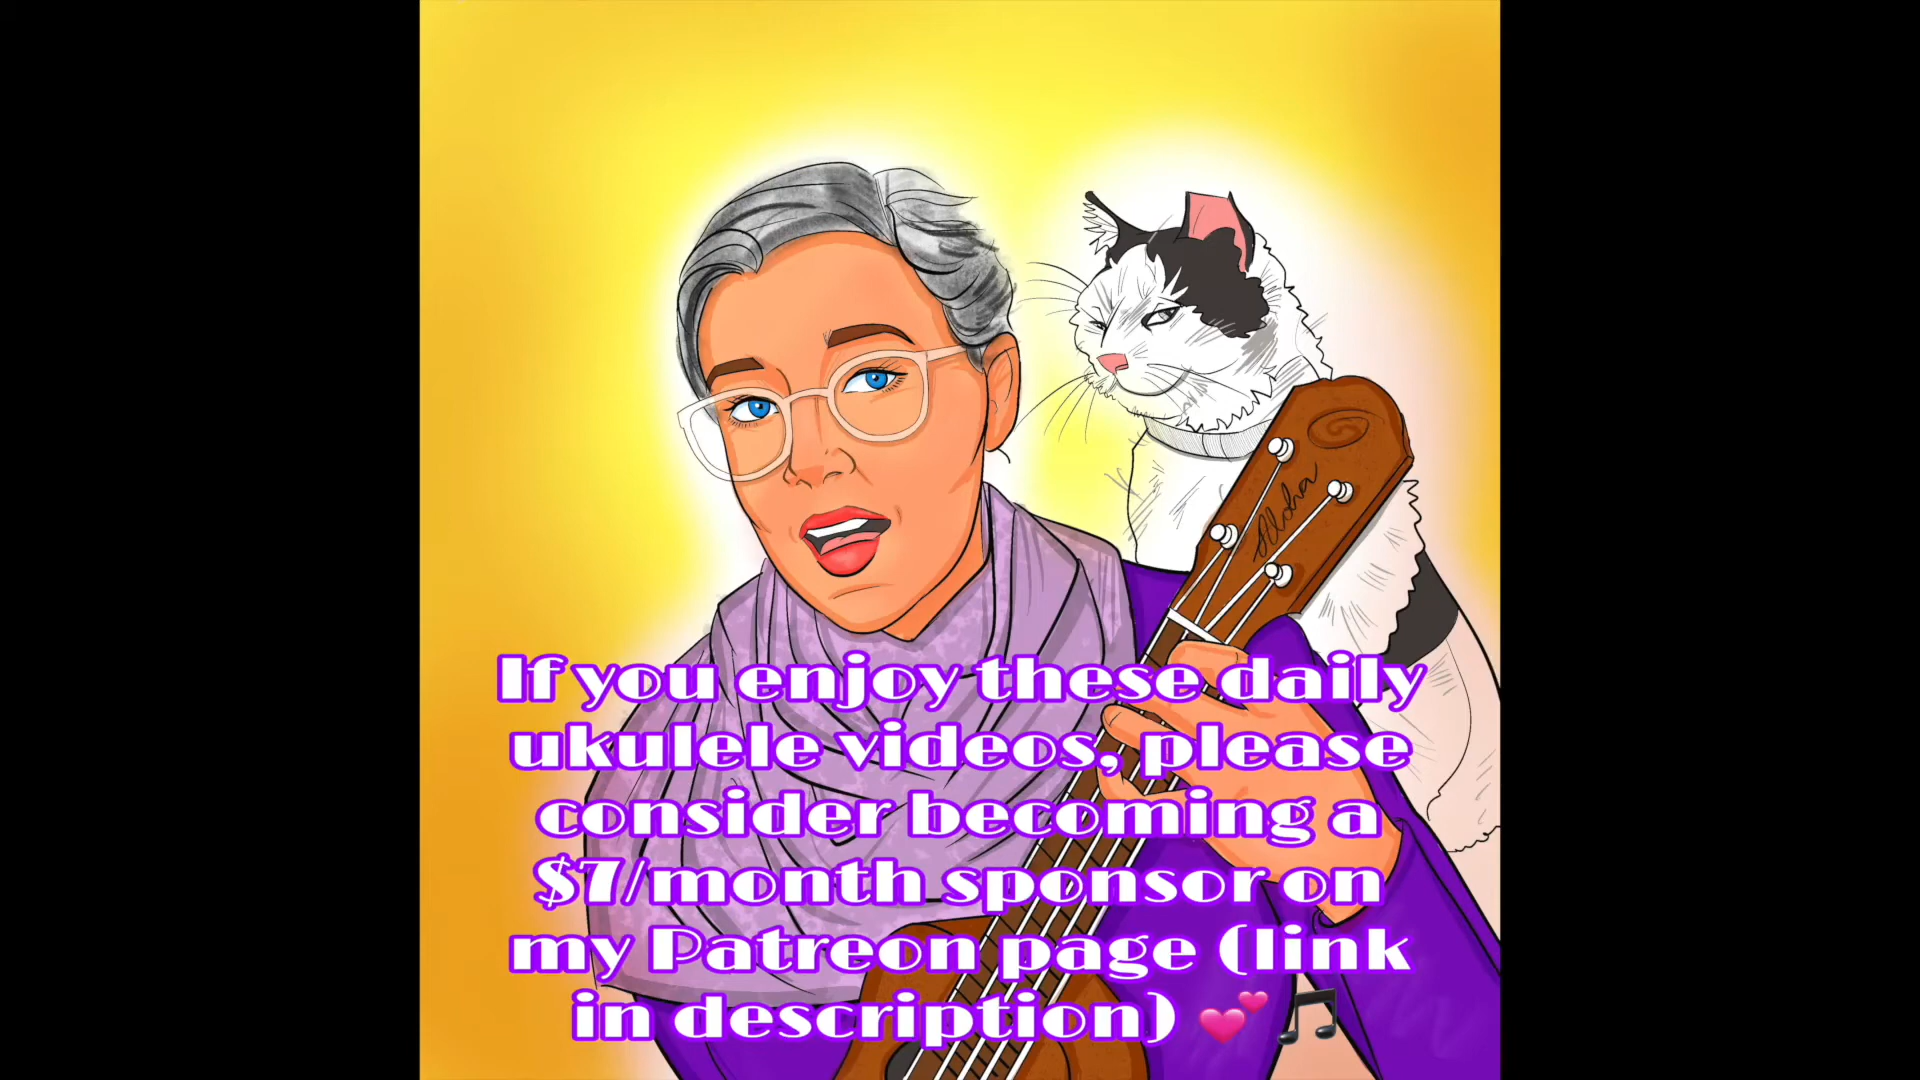 Aloha
If you enjoy these daily
ukulele videos, please
consider becoming a
$7/month sponsor on
my Patreon page (link
in description) 💕 🎵